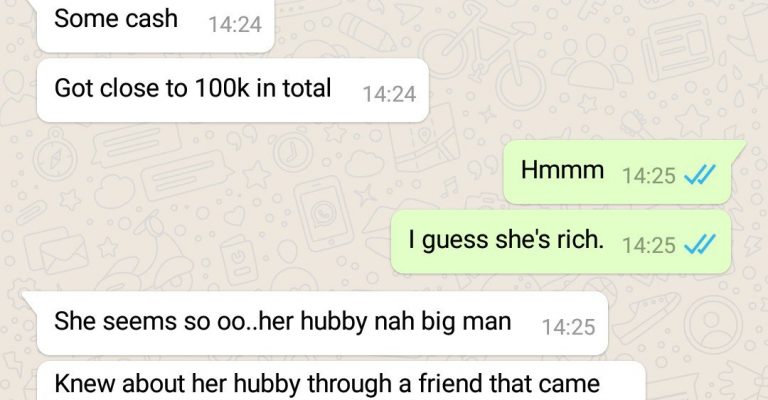 Some cash 14:24
Got close to 100k in total 14:24
Hmmm 14:25
I guess she's rich. 14:25
She seems so oo..her hubby nah big man 14:25
Knew about her hubby through a friend that came